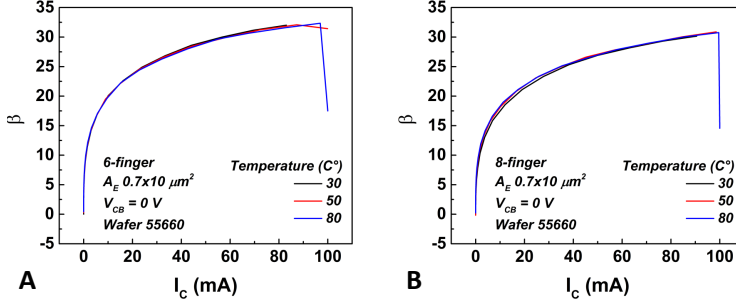 35
30
25
20
15
10
5
0
-5
β
0 20 40 60 80 100
I_C (mA)
6-finger
A_E 0.7x10 μm²
V_CB = 0 V
Wafer 55660
Temperature (C°)
30
50
80
A
35
30
25
20
15
10
5
0
-5
β
0 20 40 60 80 100
I_C (mA)
8-finger
A_E 0.7x10 μm²
V_CB = 0 V
Wafer 55660
Temperature (C°)
30
50
80
B